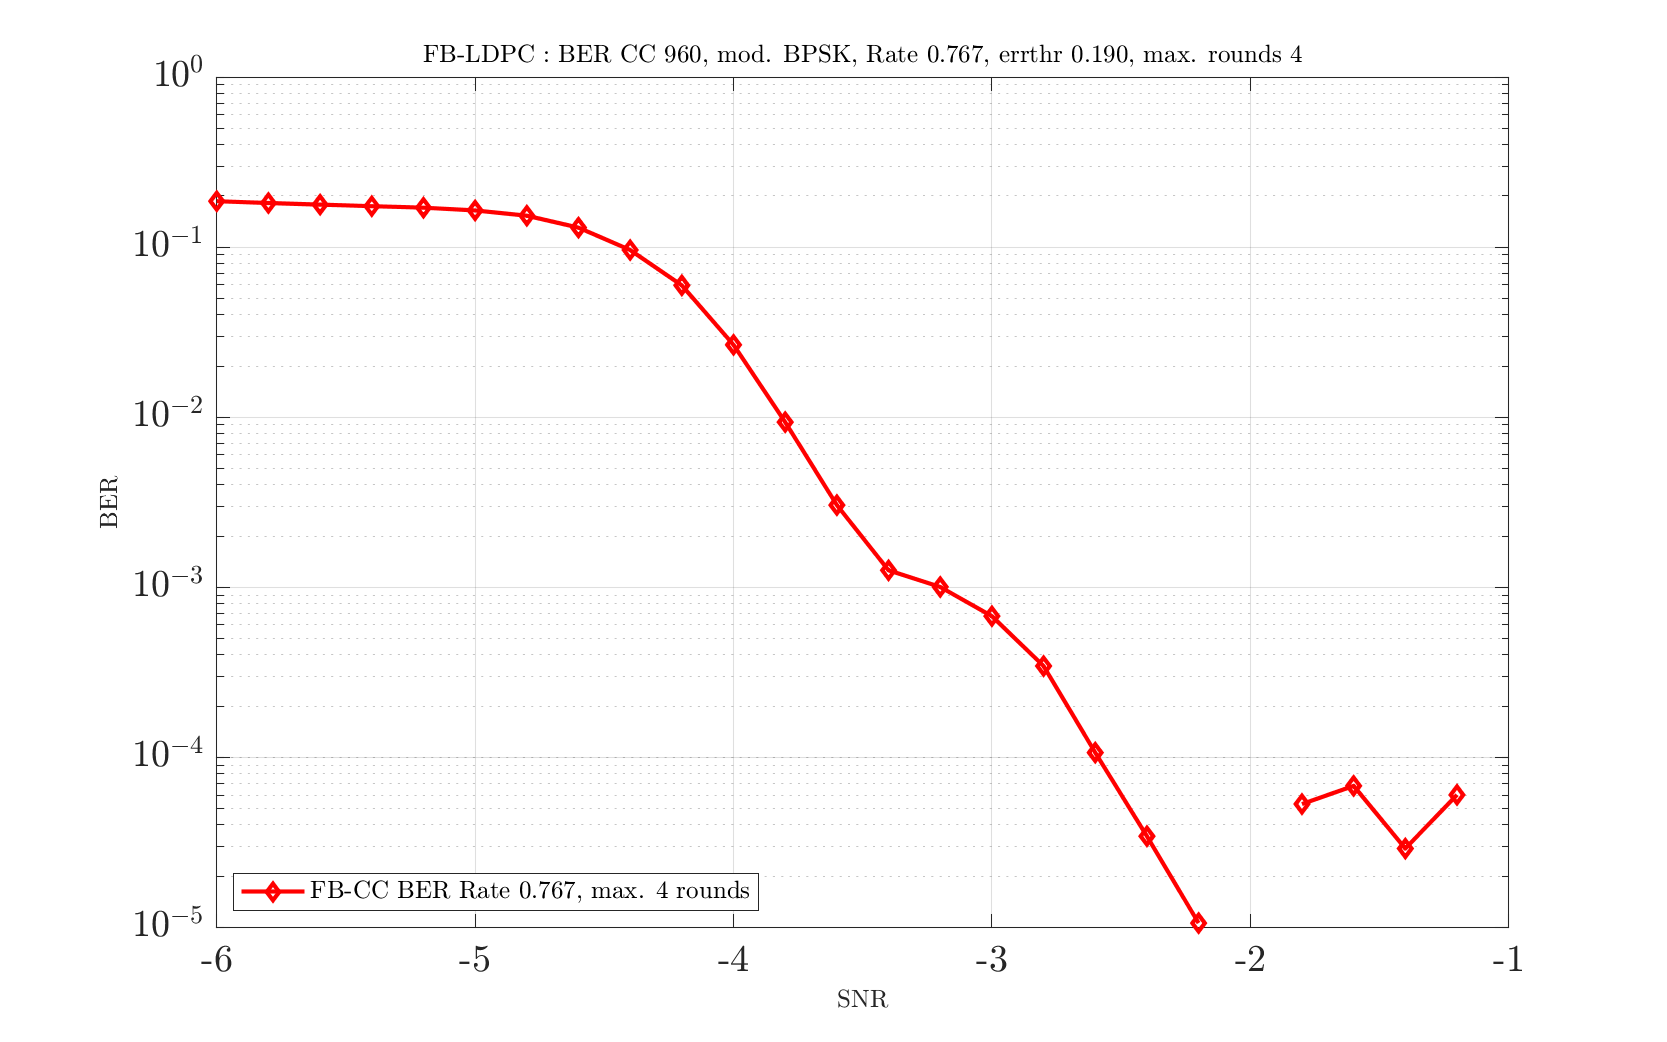 FB-LDPC : BER CC 960, mod. BPSK, Rate 0.767, errthr 0.190, max. rounds 4
10^0
10^-1
10^-2
10^-3
10^-4
10^-5
BER
FB-CC BER Rate 0.767, max. 4 rounds
-6 -5 -4 -3 -2 -1
SNR